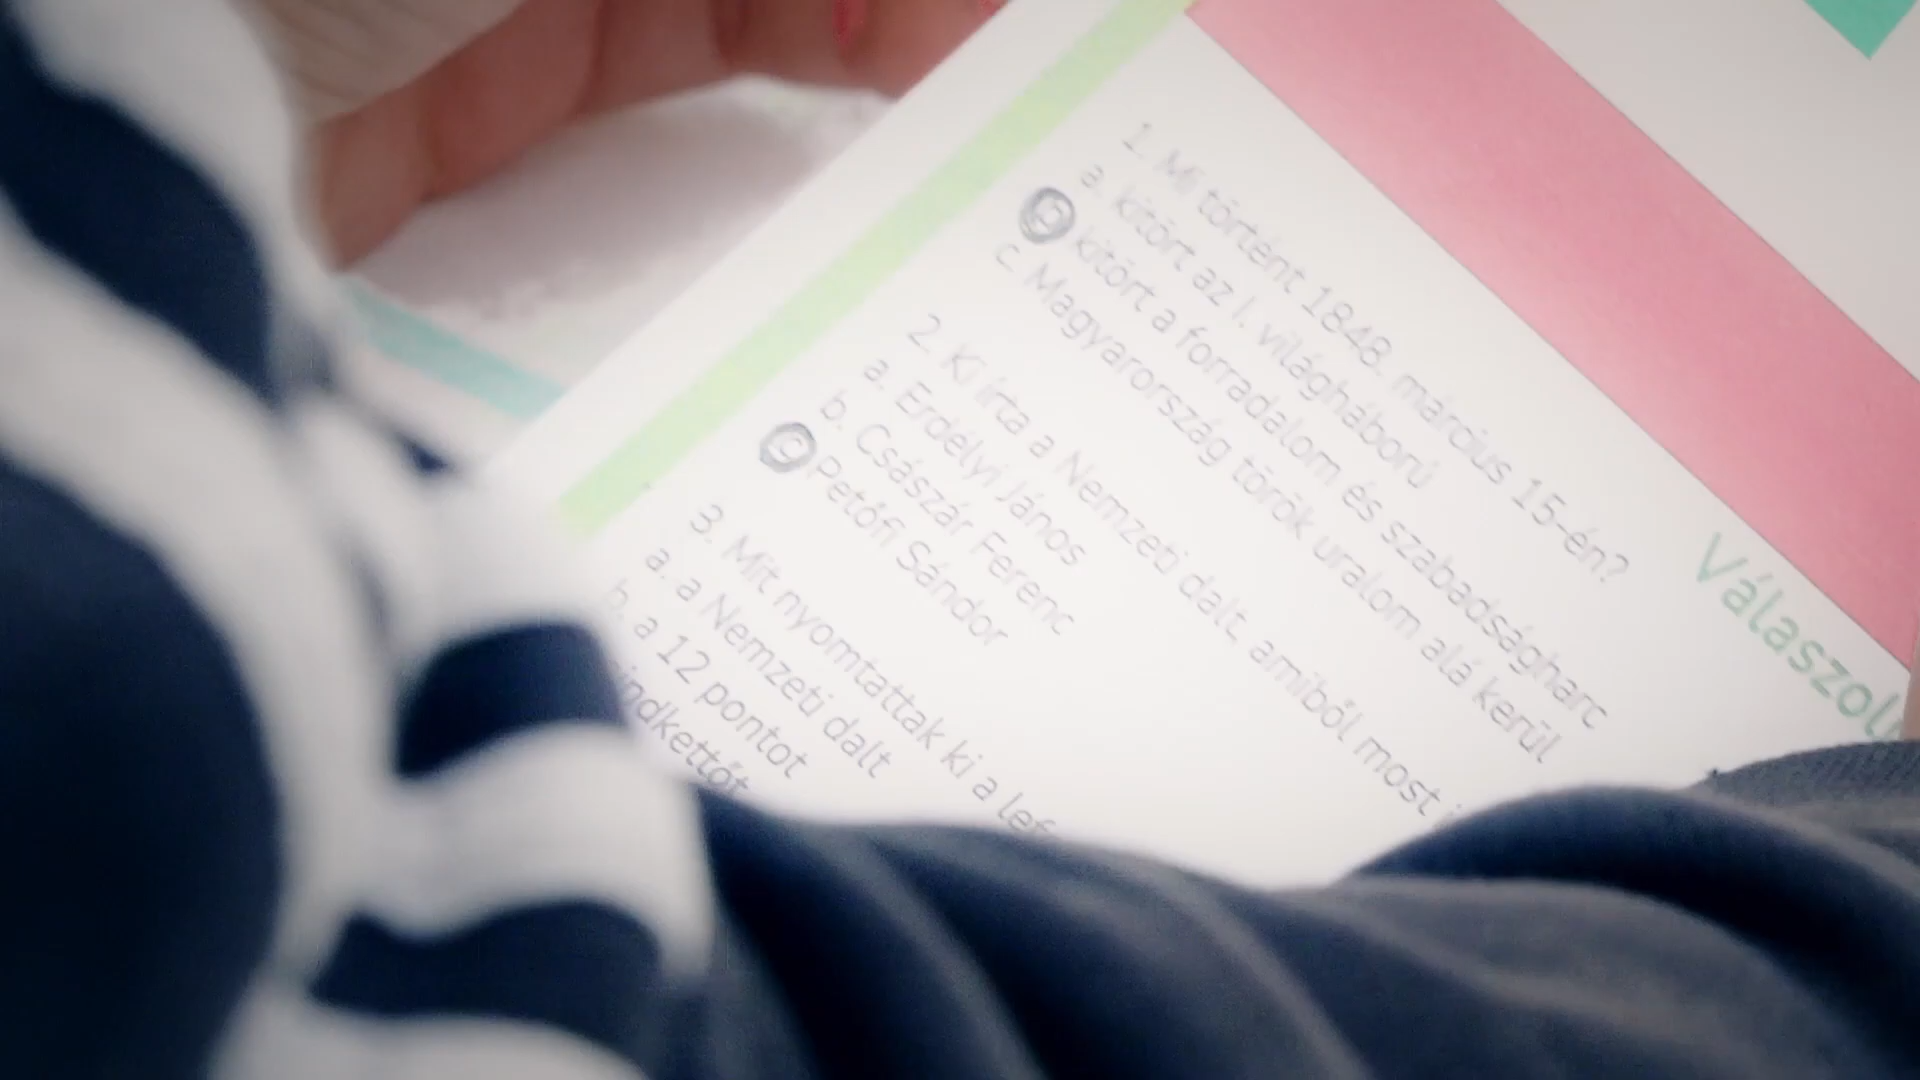 Válaszol
1. Mi történt 1848. március 15-én?
a. kitört az I. világháború
b kitört a forradalom és szabadságharc
c. Magyarország török uralom alá kerül
2. Ki írta a Nemzeti dalt, amiből most
a. Erdélyi János
b. Császár Ferenc
c Petőfi Sándor
3. Mit nyomtattak ki a lef
a. a Nemzeti dalt
b. a 12 pontot
indkettőt